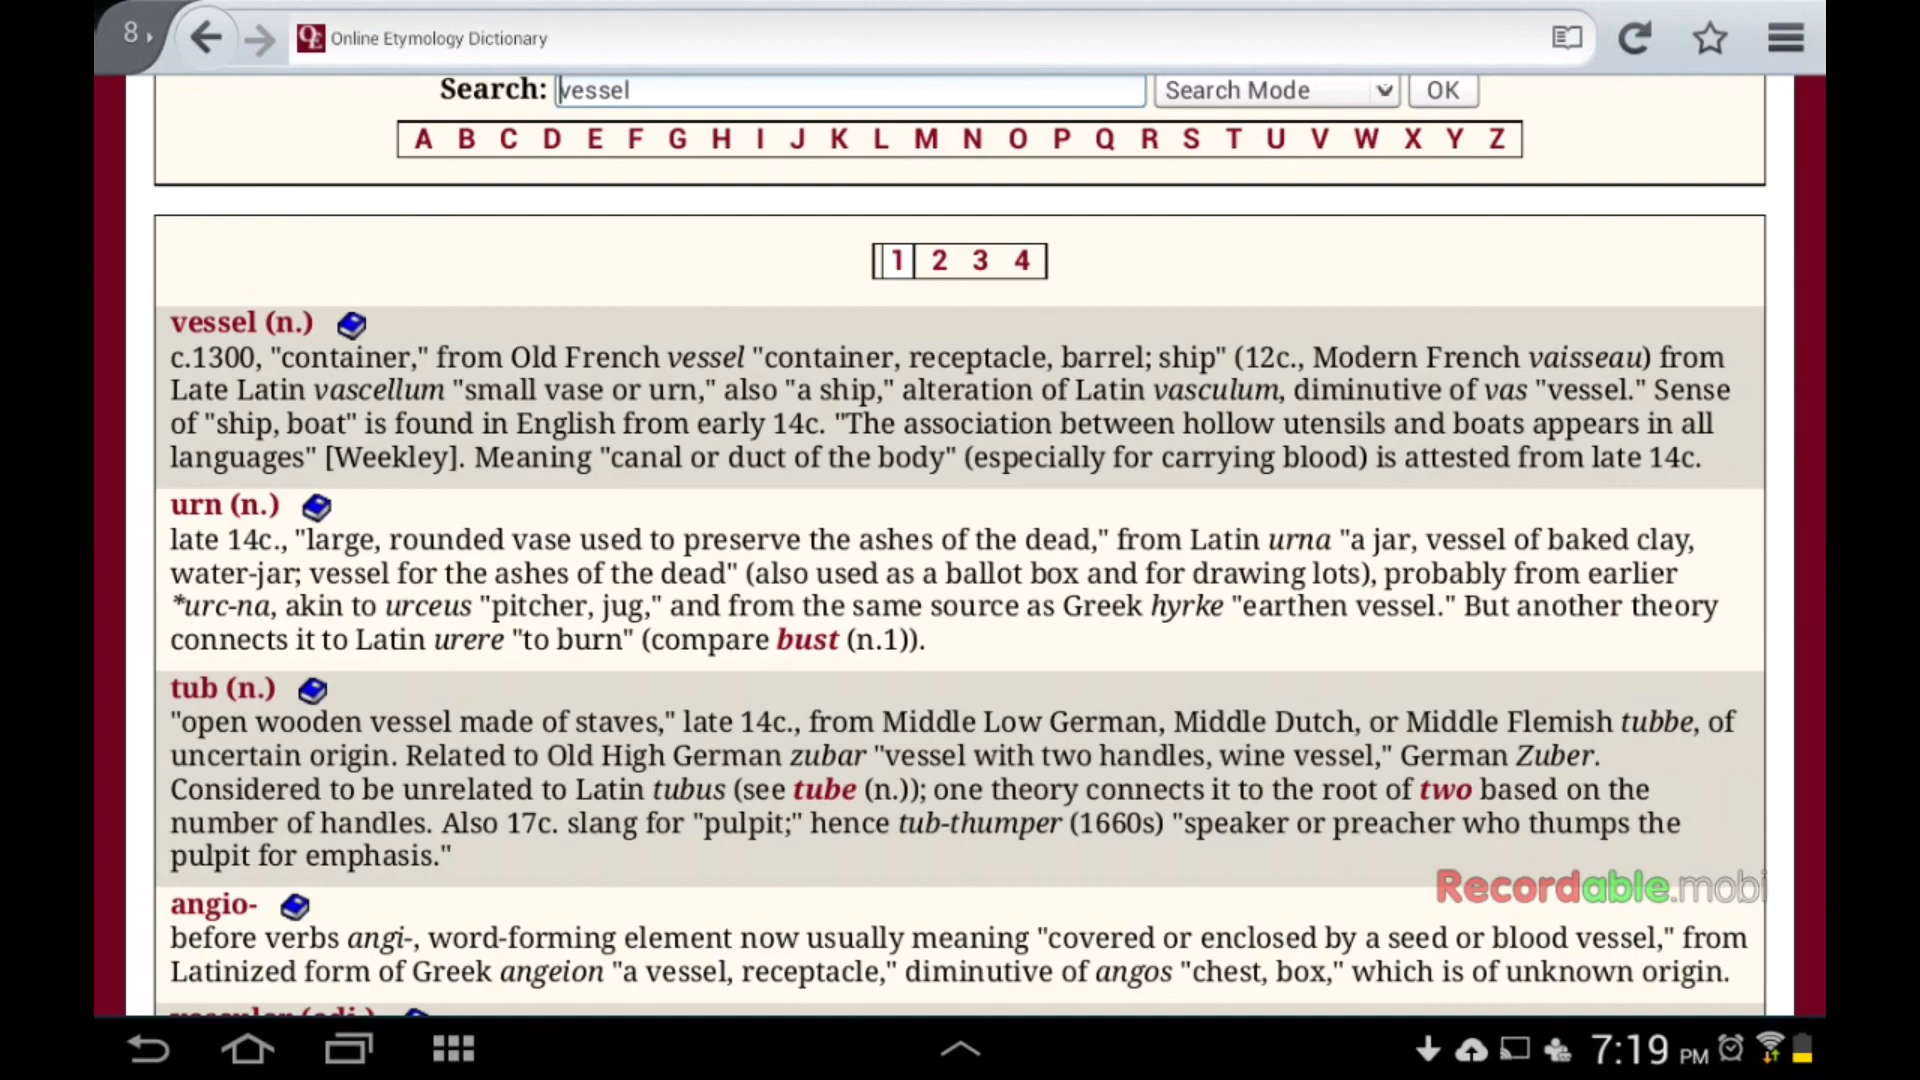 8
Online Etymology Dictionary
Search: vessel Search Mode OK
A B C D E F G H I J K L M N O P Q R S T U V W X Y Z
1 2 3 4
vessel (n.)
c.1300, "container," from Old French vessel "container, receptacle, barrel; ship" (12c., Modern French vaisseau) from
Late Latin vascellum "small vase or urn," also "a ship," alteration of Latin vasculum, diminutive of vas "vessel." Sense
of "ship, boat" is found in English from early 14c. "The association between hollow utensils and boats appears in all
languages" [Weekley]. Meaning "canal or duct of the body" (especially for carrying blood) is attested from late 14c.
urn (n.)
late 14c., "large, rounded vase used to preserve the ashes of the dead," from Latin urna "a jar, vessel of baked clay,
water-jar; vessel for the ashes of the dead" (also used as a ballot box and for drawing lots), probably from earlier
*urc-na, akin to urceus "pitcher, jug," and from the same source as Greek hyrke "earthen vessel." But another theory
connects it to Latin urere "to burn" (compare bust (n.1)).
tub (n.)
"open wooden vessel made of staves," late 14c., from Middle Low German, Middle Dutch, or Middle Flemish tubbe, of
uncertain origin. Related to Old High German zubar "vessel with two handles, wine vessel," German Zuber.
Considered to be unrelated to Latin tubus (see tube (n.)); one theory connects it to the root of two based on the
number of handles. Also 17c. slang for "pulpit;" hence tub-thumper (1660s) "speaker or preacher who thumps the
pulpit for emphasis."
Recordable.mobi
angio-
before verbs angi-, word-forming element now usually meaning "covered or enclosed by a seed or blood vessel," from
Latinized form of Greek angeion "a vessel, receptacle," diminutive of angos "chest, box," which is of unknown origin.
vascular (adj.)
7:19 PM